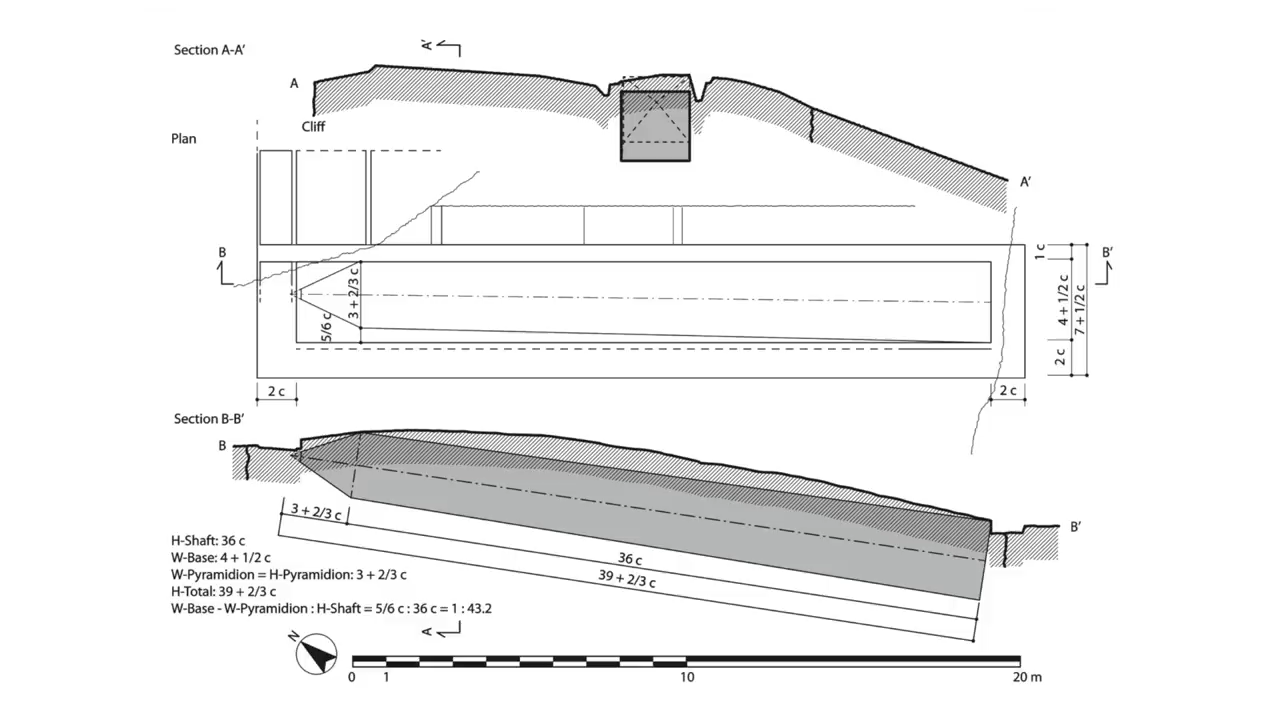 Section A-A'
A'
A
Cliff
A'
Plan
B
B'
1 c
3 + 2/3 c
4 + 1/2 c
7 + 1/2 c
5/6 c
2 c
2 c
2 c
Section B-B'
B
B'
3 + 2/3 c
36 c
39 + 2/3 c
H-Shaft: 36 c
W-Base: 4 + 1/2 c
W-Pyramidion = H-Pyramidion: 3 + 2/3 c
H-Total: 39 + 2/3 c
W-Base - W-Pyramidion : H-Shaft = 5/6 c : 36 c = 1 : 43.2
A
N
0 1 10 20 m